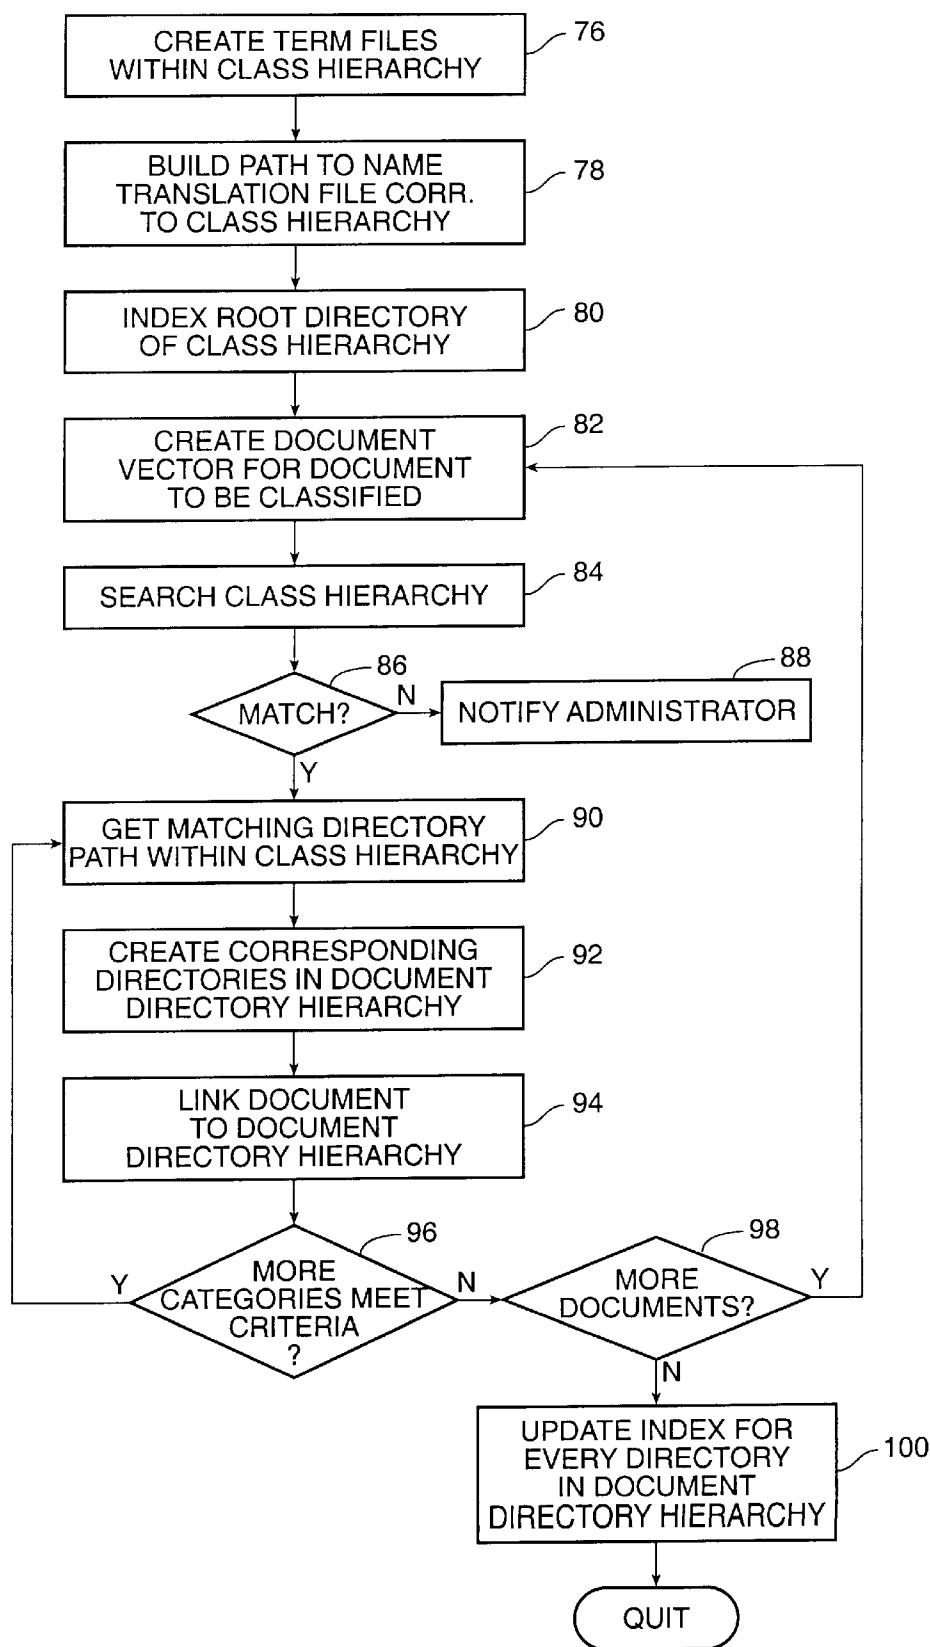 CREATE TERM FILES
WITHIN CLASS HIERARCHY
76
BUILD PATH TO NAME
TRANSLATION FILE CORR.
TO CLASS HIERARCHY
78
INDEX ROOT DIRECTORY
OF CLASS HIERARCHY
80
CREATE DOCUMENT
VECTOR FOR DOCUMENT
TO BE CLASSIFIED
82
SEARCH CLASS HIERARCHY
84
MATCH?
86
N
Y
NOTIFY ADMINISTRATOR
88
GET MATCHING DIRECTORY
PATH WITHIN CLASS HIERARCHY
90
CREATE CORRESPONDING
DIRECTORIES IN DOCUMENT
DIRECTORY HIERARCHY
92
LINK DOCUMENT
TO DOCUMENT
DIRECTORY HIERARCHY
94
MORE
CATEGORIES MEET
CRITERIA
?
96
Y
N
MORE
DOCUMENTS?
98
Y
N
UPDATE INDEX FOR
EVERY DIRECTORY
IN DOCUMENT
DIRECTORY HIERARCHY
100
QUIT